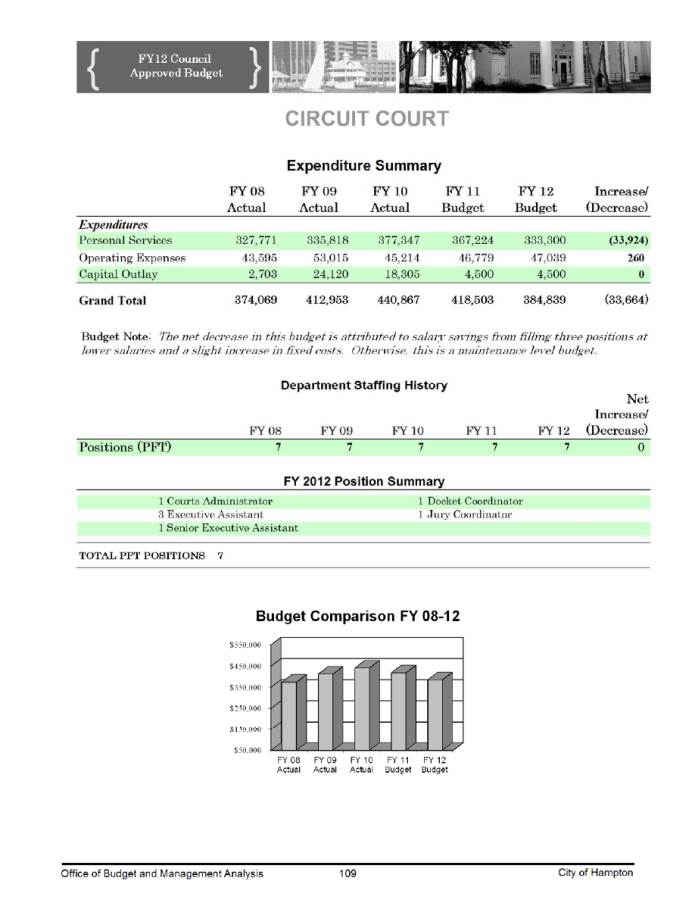 FY12 Council
Approved Budget
CIRCUIT COURT
Expenditure Summary
FY 08 FY 09 FY 10 FY 11 FY 12 Increase/
Actual Actual Actual Budget Budget (Decrease)
Expenditures
Personal Services 327,771 335,818 377,347 367,224 333,300 (33,924)
Operating Expenses 43,595 53,015 45,214 46,779 47,039 260
Capital Outlay 2,703 24,120 18,305 4,500 4,500 0
Grand Total 374,069 412,953 440,867 418,503 384,839 (33,664)
Budget Note: The net decrease in this budget is attributed to salary savings from filling three positions at
lower salaries and a slight increase in fixed costs. Otherwise, this is a maintenance level budget.
Department Staffing History
Net
Increase/
FY 08 FY 09 FY 10 FY 11 FY 12 (Decrease)
Positions (PFT) 7 7 7 7 7 0
FY 2012 Position Summary
1 Courts Administrator 1 Docket Coordinator
3 Executive Assistant 1 Jury Coordinator
1 Senior Executive Assistant
TOTAL PFT POSITIONS 7
Budget Comparison FY 08-12
$550,000
$450,000
$350,000
$250,000
$150,000
$50,000
FY 08 FY 09 FY 10 FY 11 FY 12
Actual Actual Actual Budget Budget
Office of Budget and Management Analysis 109 City of Hampton